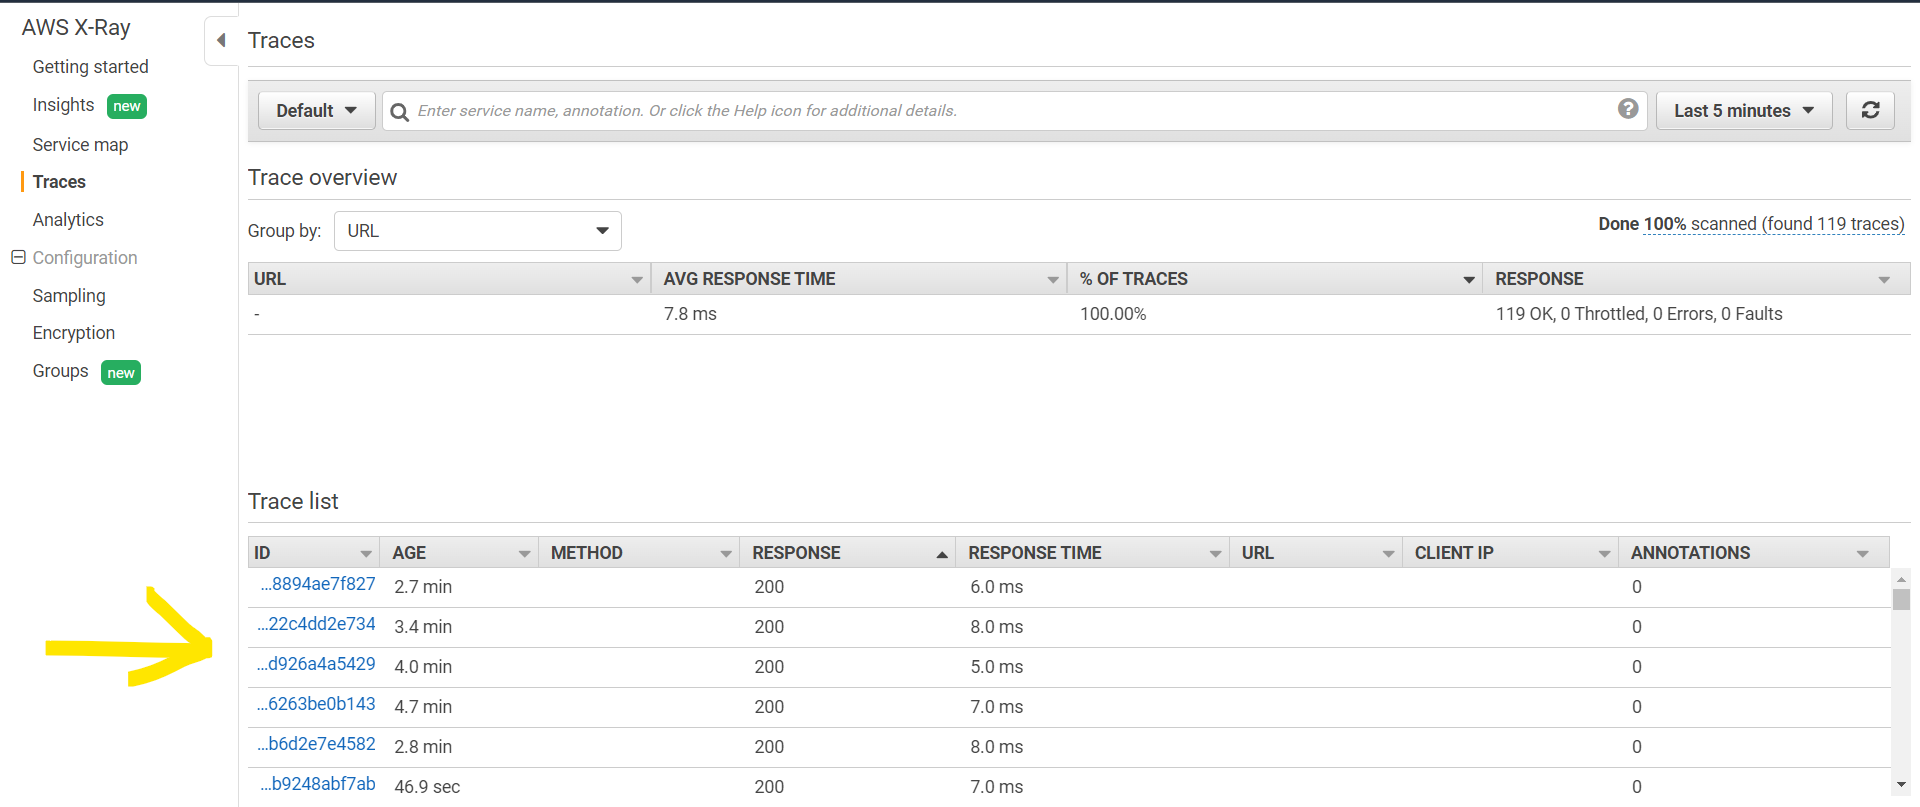 AWS X-Ray
Getting started
Insights new
Service map
Traces
Analytics
Configuration
Sampling
Encryption
Groups new
Traces
Default
Enter service name, annotation. Or click the Help icon for additional details.
?
Last 5 minutes
Trace overview
Group by: URL
Done 100% scanned (found 119 traces)
URL AVG RESPONSE TIME % OF TRACES RESPONSE
- 7.8 ms 100.00% 119 OK, 0 Throttled, 0 Errors, 0 Faults
Trace list
ID AGE METHOD RESPONSE RESPONSE TIME URL CLIENT IP ANNOTATIONS
...8894ae7f827 2.7 min 200 6.0 ms 0
...22c4dd2e734 3.4 min 200 8.0 ms 0
...d926a4a5429 4.0 min 200 5.0 ms 0
...6263be0b143 4.7 min 200 7.0 ms 0
...b6d2e7e4582 2.8 min 200 8.0 ms 0
...b9248abf7ab 46.9 sec 200 7.0 ms 0